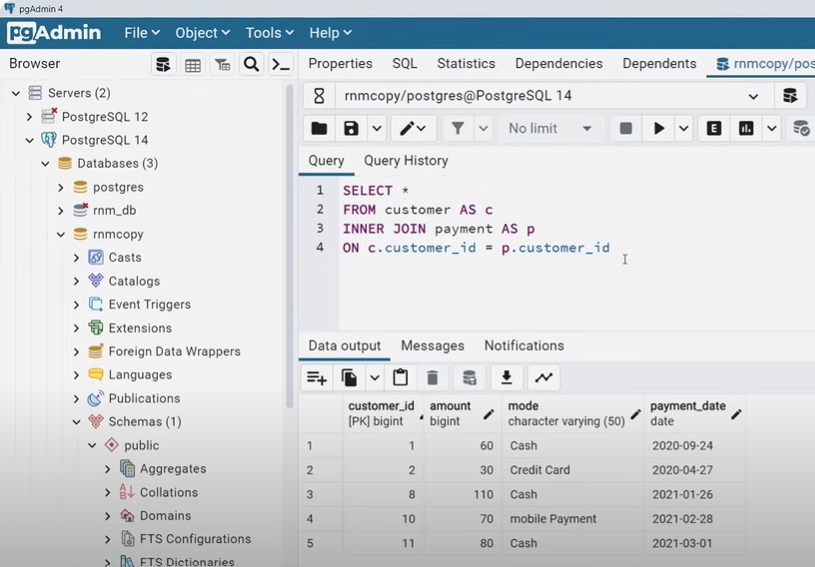 pgAdmin 4
pgAdmin File Object Tools Help
Browser
Properties SQL Statistics Dependencies Dependents rnmcopy/pos
Servers (2)
PostgreSQL 12
PostgreSQL 14
Databases (3)
postgres
rnm_db
rnmcopy
Casts
Catalogs
Event Triggers
Extensions
Foreign Data Wrappers
Languages
Publications
Schemas (1)
public
Aggregates
Collations
Domains
FTS Configurations
FTS Dictionaries
rnmcopy/postgres@PostgreSQL 14
No limit
E
Query Query History
1 SELECT *
2 FROM customer AS c
3 INNER JOIN payment AS p
4 ON c.customer_id = p.customer_id
Data output Messages Notifications
customer_id amount mode payment_date
[PK] bigint bigint character varying (50) date
1 1 60 Cash 2020-09-24
2 2 30 Credit Card 2020-04-27
3 8 110 Cash 2021-01-26
4 10 70 mobile Payment 2021-02-28
5 11 80 Cash 2021-03-01